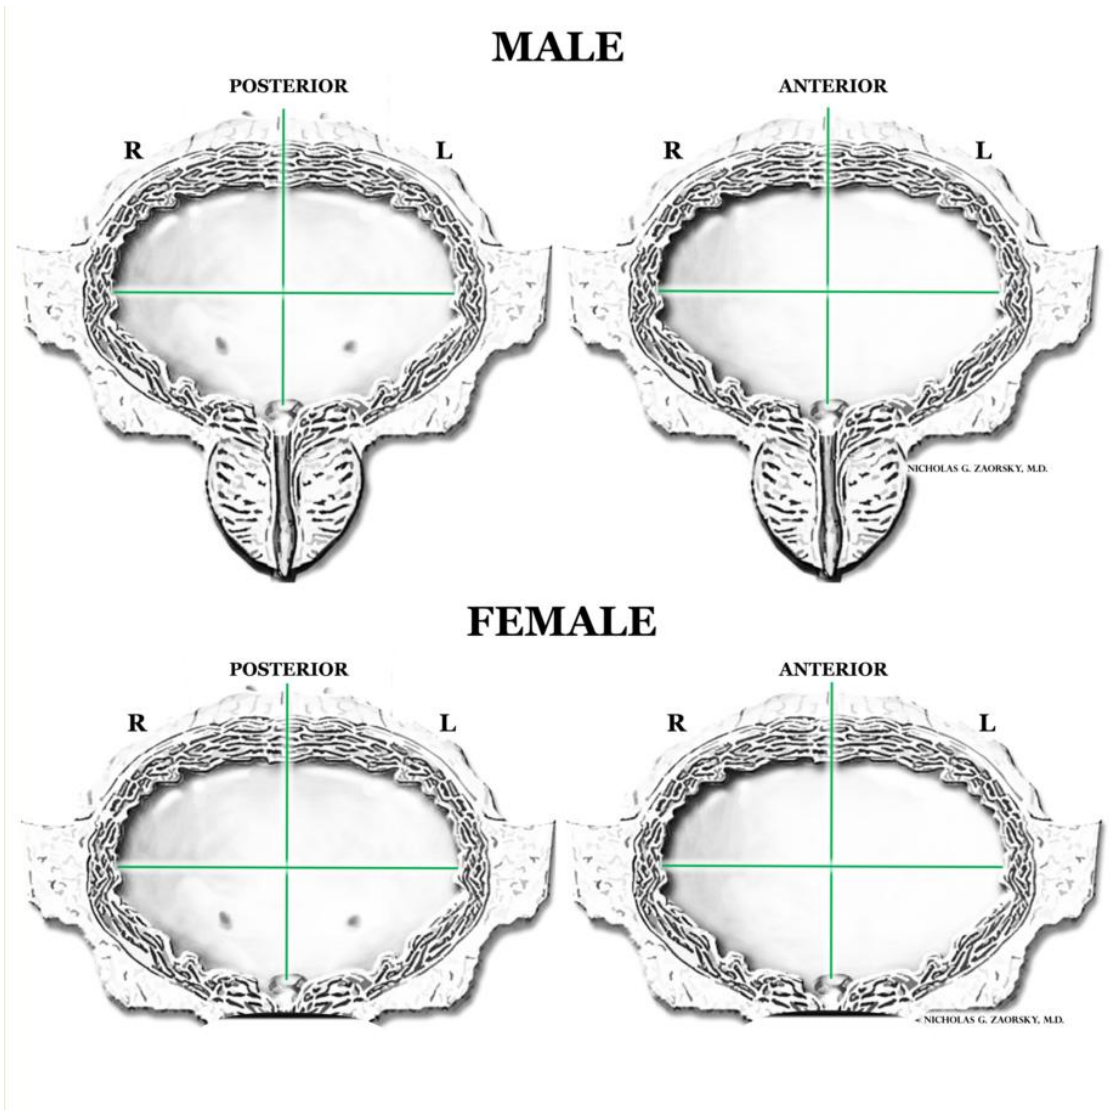 MALE
POSTERIOR
ANTERIOR
R
L
R
L
NICHOLAS G. ZAORSKY, M.D.
FEMALE
POSTERIOR
ANTERIOR
R
L
R
L
NICHOLAS G. ZAORSKY, M.D.